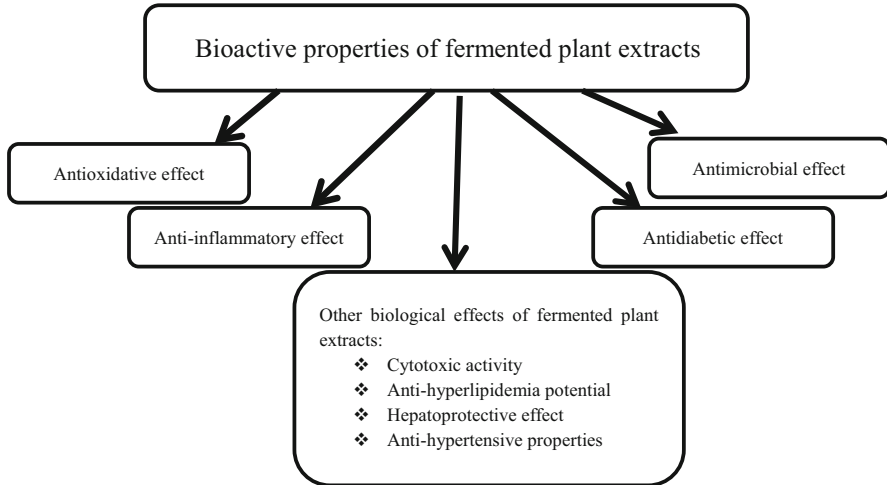 Bioactive properties of fermented plant extracts
Antioxidative effect
Antimicrobial effect
Anti-inflammatory effect
Antidiabetic effect
Other biological effects of fermented plant
extracts:
❖ Cytotoxic activity
❖ Anti-hyperlipidemia potential
❖ Hepatoprotective effect
❖ Anti-hypertensive properties